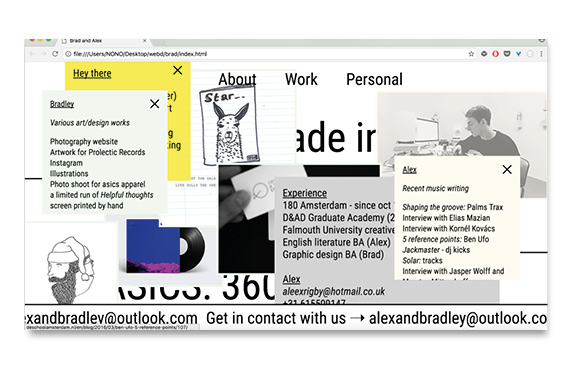 Brad and Alex
file:///Users/NONO/Desktop/webd/brad/index.html
About Work Personal
Hey there
Star...
ade in
Bradley
Various art/design works
Photography website
Artwork for Prolectic Records
Instagram
Illustrations
Photo shoot for asics apparel
a limited run of Helpful thoughts
screen printed by hand
Experience
180 Amsterdam - since oct
D&AD Graduate Academy (2
Falmouth University creative
English literature BA (Alex)
Graphic design BA (Brad)
Alex
aleexrigby@hotmail.co.uk
+31 615509147
Alex
Recent music writing
Shaping the groove: Palms Trax
Interview with Elias Mazian
Interview with Kornél Kovács
5 reference points: Ben Ufo
Jackmaster - dj kicks
Solar: tracks
Interview with Jasper Wolff and
ASICS: 360
exandbradley@outlook.com Get in contact with us → alexandbradley@outlook.co
deschoolamsterdam.nl/en/blog/2016/03/ben-ufo-5-reference-points/107/